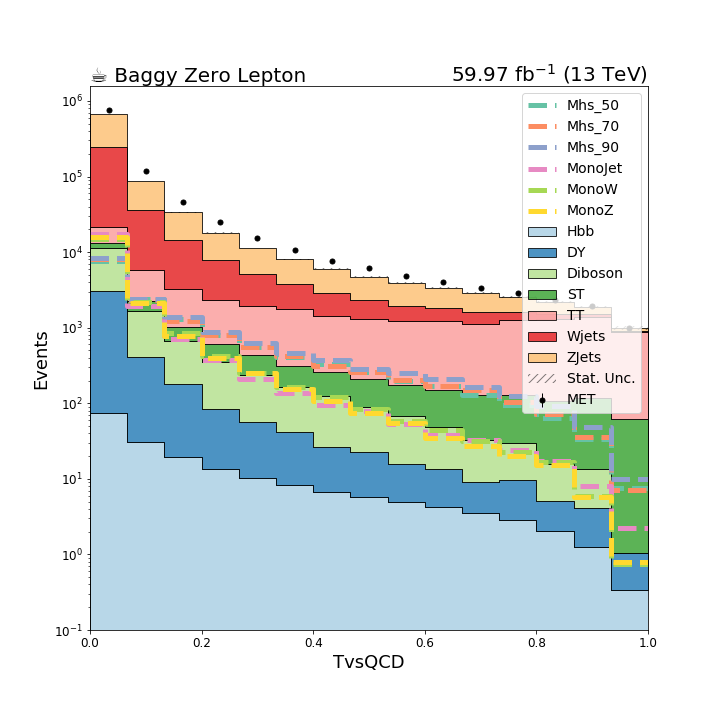 ☕ Baggy Zero Lepton
59.97 fb⁻¹ (13 TeV)
Events
10⁶
10⁵
10⁴
10³
10²
10¹
10⁰
10⁻¹
Mhs_50
Mhs_70
Mhs_90
MonoJet
MonoW
MonoZ
Hbb
DY
Diboson
ST
TT
Wjets
ZJets
Stat. Unc.
MET
0.0 0.2 0.4 0.6 0.8 1.0
TvsQCD